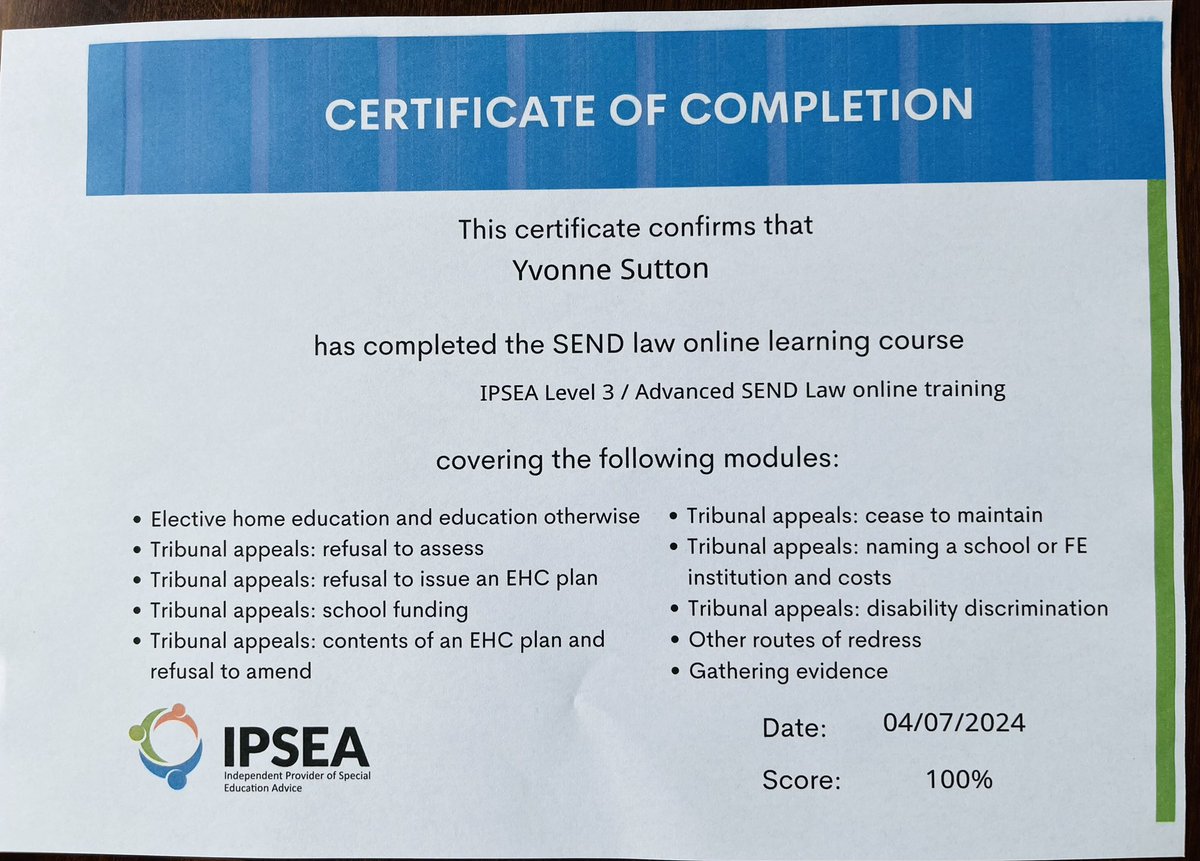 CERTIFICATE OF COMPLETION
This certificate confirms that
Yvonne Sutton
has completed the SEND law online learning course
IPSEA Level 3 / Advanced SEND Law online training
covering the following modules:
• Elective home education and education otherwise
• Tribunal appeals: refusal to assess
• Tribunal appeals: refusal to issue an EHC plan
• Tribunal appeals: school funding
• Tribunal appeals: contents of an EHC plan and
refusal to amend
• Tribunal appeals: cease to maintain
• Tribunal appeals: naming a school or FE
institution and costs
• Tribunal appeals: disability discrimination
• Other routes of redress
• Gathering evidence
IPSEA
Independent Provider of Special
Education Advice
Date: 04/07/2024
Score: 100%